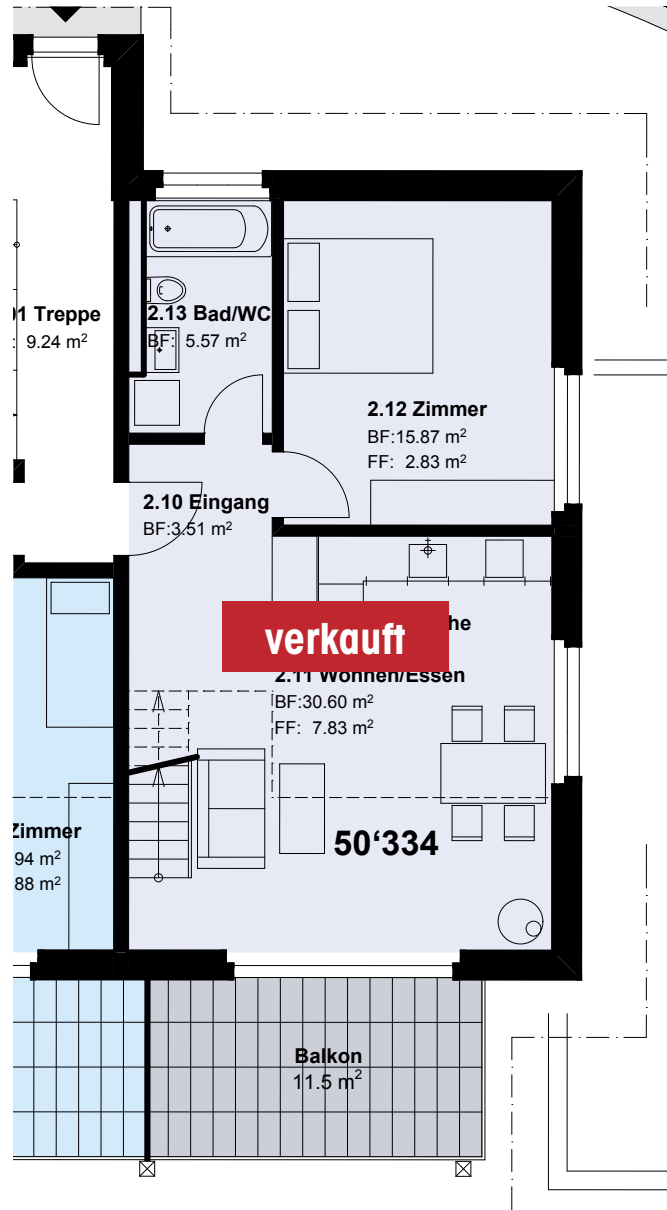 01 Treppe
: 9.24 m²
2.13 Bad/WC
BF: 5.57 m²
2.12 Zimmer
BF:15.87 m²
FF: 2.83 m²
2.10 Eingang
BF:3.51 m²
he
verkauft
2.11 Wohnen/Essen
BF:30.60 m²
FF: 7.83 m²
Zimmer
94 m²
88 m²
50‘334
Balkon
11.5 m²